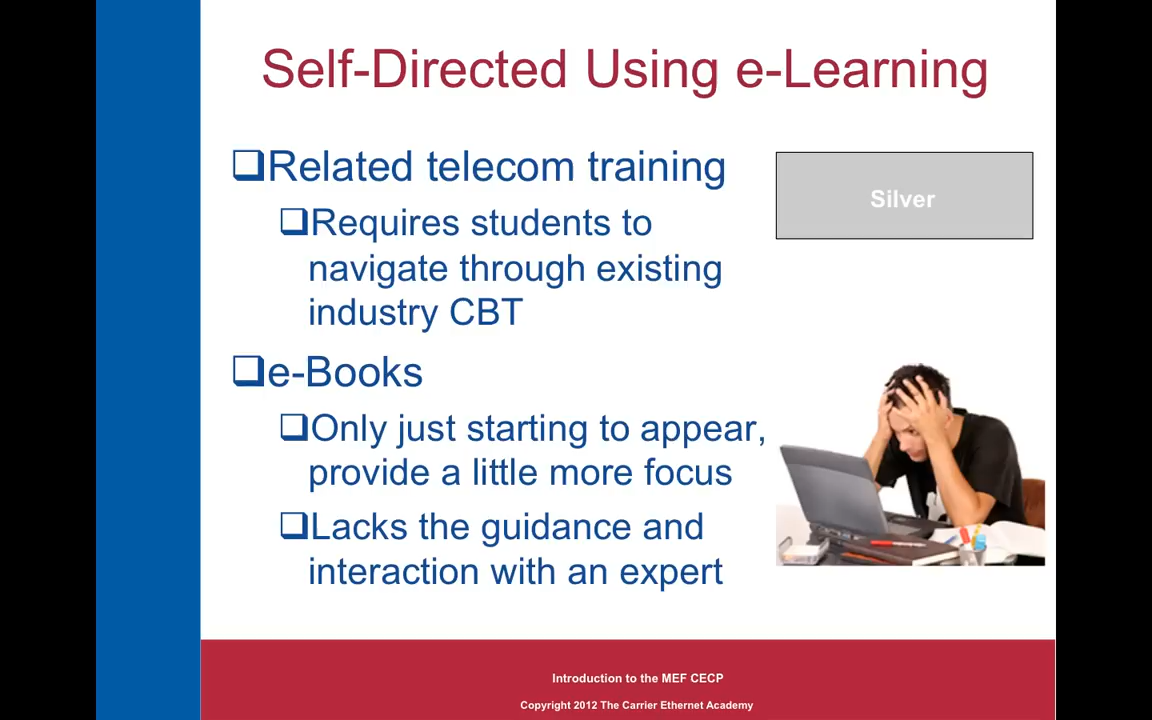 Self-Directed Using e-Learning
Related telecom training
Requires students to
navigate through existing
industry CBT
e-Books
Only just starting to appear,
provide a little more focus
Lacks the guidance and
interaction with an expert
Silver
Introduction to the MEF CECP
Copyright 2012 The Carrier Ethernet Academy